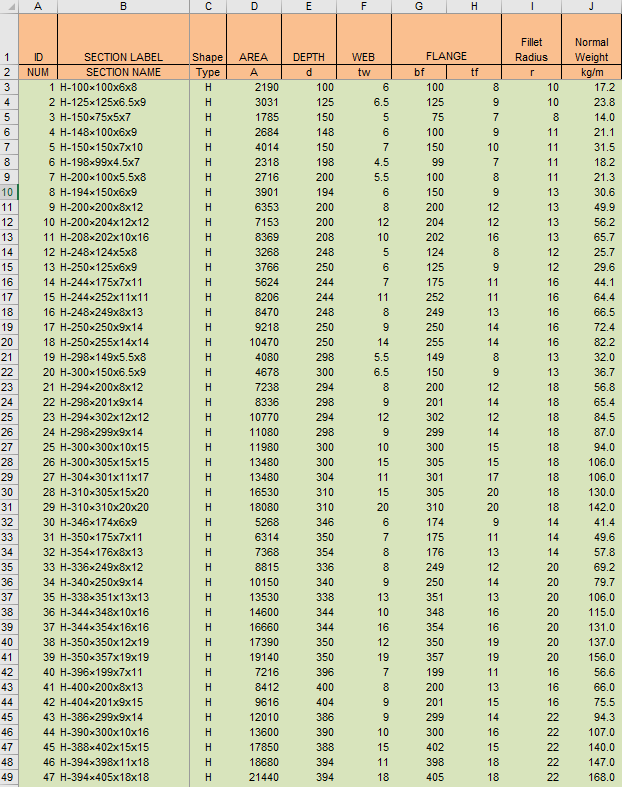 A B C D E F G H I J
Fillet Normal
1 ID SECTION LABEL Shape AREA DEPTH WEB FLANGE Radius Weight
2 NUM SECTION NAME Type A d tw bf tf r kg/m
3 1 H-100×100x6x8 H 2190 100 6 100 8 10 17.2
4 2 H-125×125x6.5x9 H 3031 125 6.5 125 9 10 23.8
5 3 H-150×75x5x7 H 1785 150 5 75 7 8 14.0
6 4 H-148×100x6x9 H 2684 148 6 100 9 11 21.1
7 5 H-150×150x7x10 H 4014 150 7 150 10 11 31.5
8 6 H-198×99x4.5x7 H 2318 198 4.5 99 7 11 18.2
9 7 H-200×100x5.5x8 H 2716 200 5.5 100 8 11 21.3
10 8 H-194×150x6x9 H 3901 194 6 150 9 13 30.6
11 9 H-200×200x8x12 H 6353 200 8 200 12 13 49.9
12 10 H-200×204x12x12 H 7153 200 12 204 12 13 56.2
13 11 H-208×202x10x16 H 8369 208 10 202 16 13 65.7
14 12 H-248×124x5x8 H 3268 248 5 124 8 12 25.7
15 13 H-250×125x6x9 H 3766 250 6 125 9 12 29.6
16 14 H-244×175x7x11 H 5624 244 7 175 11 16 44.1
17 15 H-244×252x11x11 H 8206 244 11 252 11 16 64.4
18 16 H-248×249x8x13 H 8470 248 8 249 13 16 66.5
19 17 H-250×250x9x14 H 9218 250 9 250 14 16 72.4
20 18 H-250×255x14x14 H 10470 250 14 255 14 16 82.2
21 19 H-298×149x5.5x8 H 4080 298 5.5 149 8 13 32.0
22 20 H-300×150x6.5x9 H 4678 300 6.5 150 9 13 36.7
23 21 H-294×200x8x12 H 7238 294 8 200 12 18 56.8
24 22 H-298×201x9x14 H 8336 298 9 201 14 18 65.4
25 23 H-294×302x12x12 H 10770 294 12 302 12 18 84.5
26 24 H-298×299x9x14 H 11080 298 9 299 14 18 87.0
27 25 H-300×300x10x15 H 11980 300 10 300 15 18 94.0
28 26 H-300×305x15x15 H 13480 300 15 305 15 18 106.0
29 27 H-304×301x11x17 H 13480 304 11 301 17 18 106.0
30 28 H-310×305x15x20 H 16530 310 15 305 20 18 130.0
31 29 H-310×310x20x20 H 18080 310 20 310 20 18 142.0
32 30 H-346×174x6x9 H 5268 346 6 174 9 14 41.4
33 31 H-350×175x7x11 H 6314 350 7 175 11 14 49.6
34 32 H-354×176x8x13 H 7368 354 8 176 13 14 57.8
35 33 H-336×249x8x12 H 8815 336 8 249 12 20 69.2
36 34 H-340×250x9x14 H 10150 340 9 250 14 20 79.7
37 35 H-338×351x13x13 H 13530 338 13 351 13 20 106.0
38 36 H-344×348x10x16 H 14600 344 10 348 16 20 115.0
39 37 H-344×354x16x16 H 16660 344 16 354 16 20 131.0
40 38 H-350×350x12x19 H 17390 350 12 350 19 20 137.0
41 39 H-350×357x19x19 H 19140 350 19 357 19 20 156.0
42 40 H-396×199x7x11 H 7216 396 7 199 11 16 56.6
43 41 H-400×200x8x13 H 8412 400 8 200 13 16 66.0
44 42 H-404×201x9x15 H 9616 404 9 201 15 16 75.5
45 43 H-386×299x9x14 H 12010 386 9 299 14 22 94.3
46 44 H-390×300x10x16 H 13600 390 10 300 16 22 107.0
47 45 H-388×402x15x15 H 17850 388 15 402 15 22 140.0
48 46 H-394×398x11x18 H 18680 394 11 398 18 22 147.0
49 47 H-394×405x18x18 H 21440 394 18 405 18 22 168.0